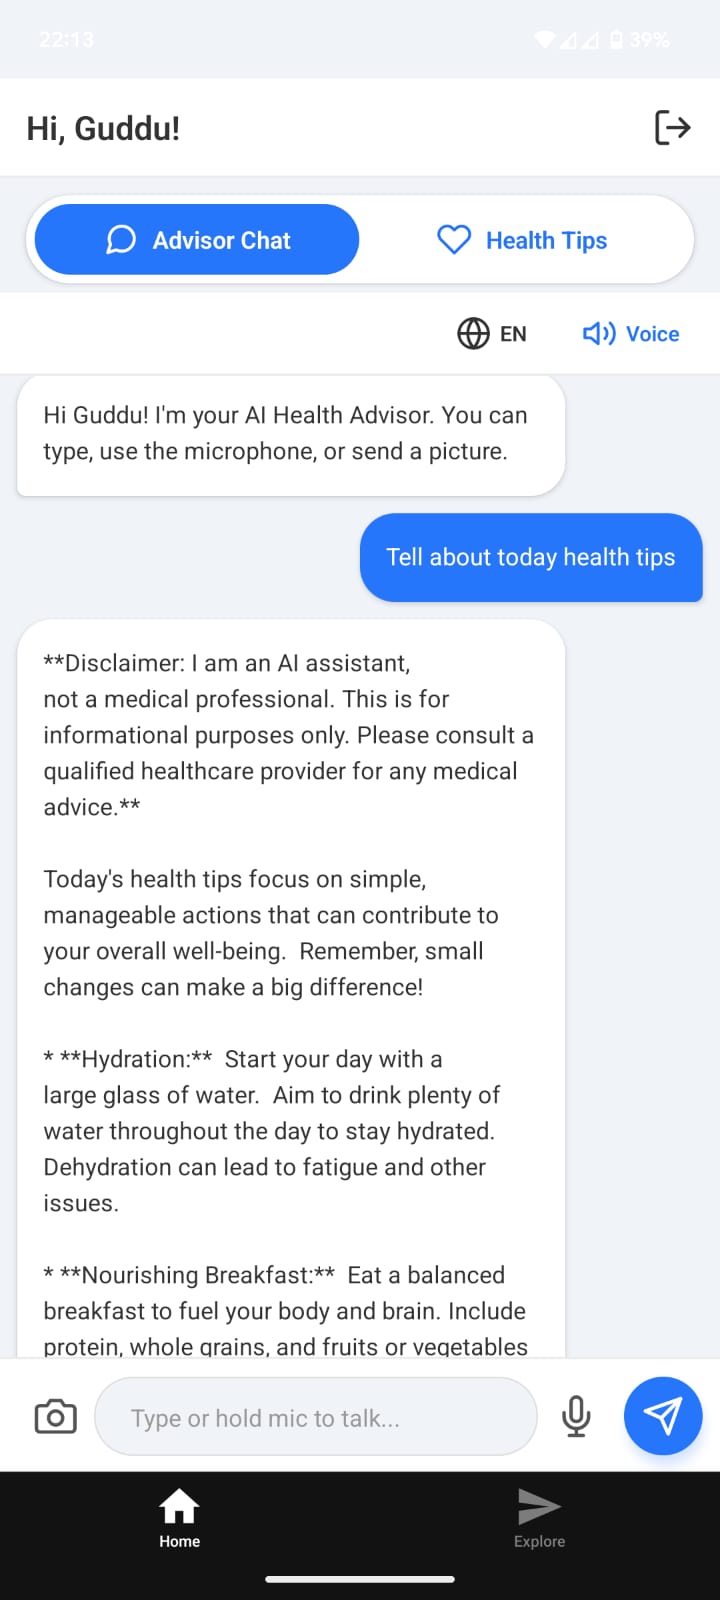 22:13
39%
Hi, Guddu!
Advisor Chat
Health Tips
EN
Voice
Hi Guddu! I'm your AI Health Advisor. You can
type, use the microphone, or send a picture.
Tell about today health tips
**Disclaimer: I am an AI assistant,
not a medical professional. This is for
informational purposes only. Please consult a
qualified healthcare provider for any medical
advice.**
Today's health tips focus on simple,
manageable actions that can contribute to
your overall well-being.  Remember, small
changes can make a big difference!
* **Hydration:**  Start your day with a
large glass of water.  Aim to drink plenty of
water throughout the day to stay hydrated.
Dehydration can lead to fatigue and other
issues.
* **Nourishing Breakfast:**  Eat a balanced
breakfast to fuel your body and brain. Include
protein, whole grains, and fruits or vegetables
Type or hold mic to talk...
Home
Explore